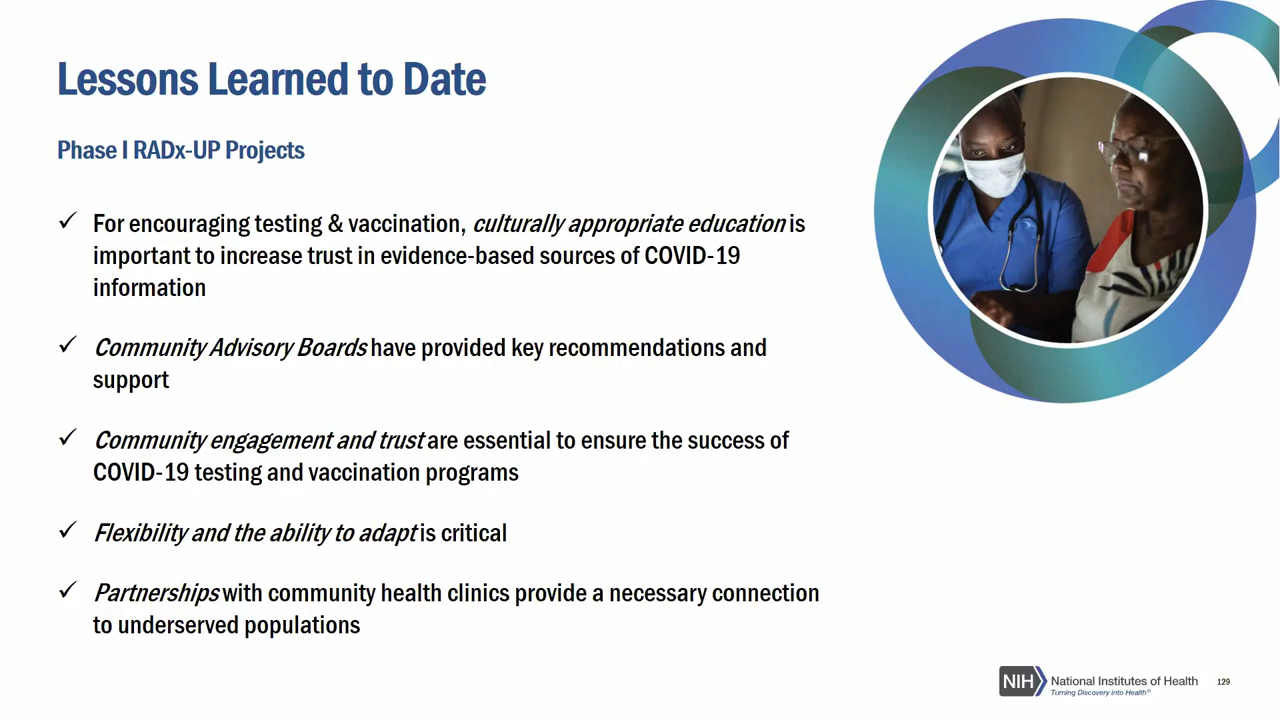 Lessons Learned to Date
Phase I RADx-UP Projects
✓ For encouraging testing & vaccination, culturally appropriate education is
important to increase trust in evidence-based sources of COVID-19
information
✓ Community Advisory Boards have provided key recommendations and
support
✓ Community engagement and trust are essential to ensure the success of
COVID-19 testing and vaccination programs
✓ Flexibility and the ability to adapt is critical
✓ Partnerships with community health clinics provide a necessary connection
to underserved populations
NIH National Institutes of Health
Turning Discovery Into Health®
129